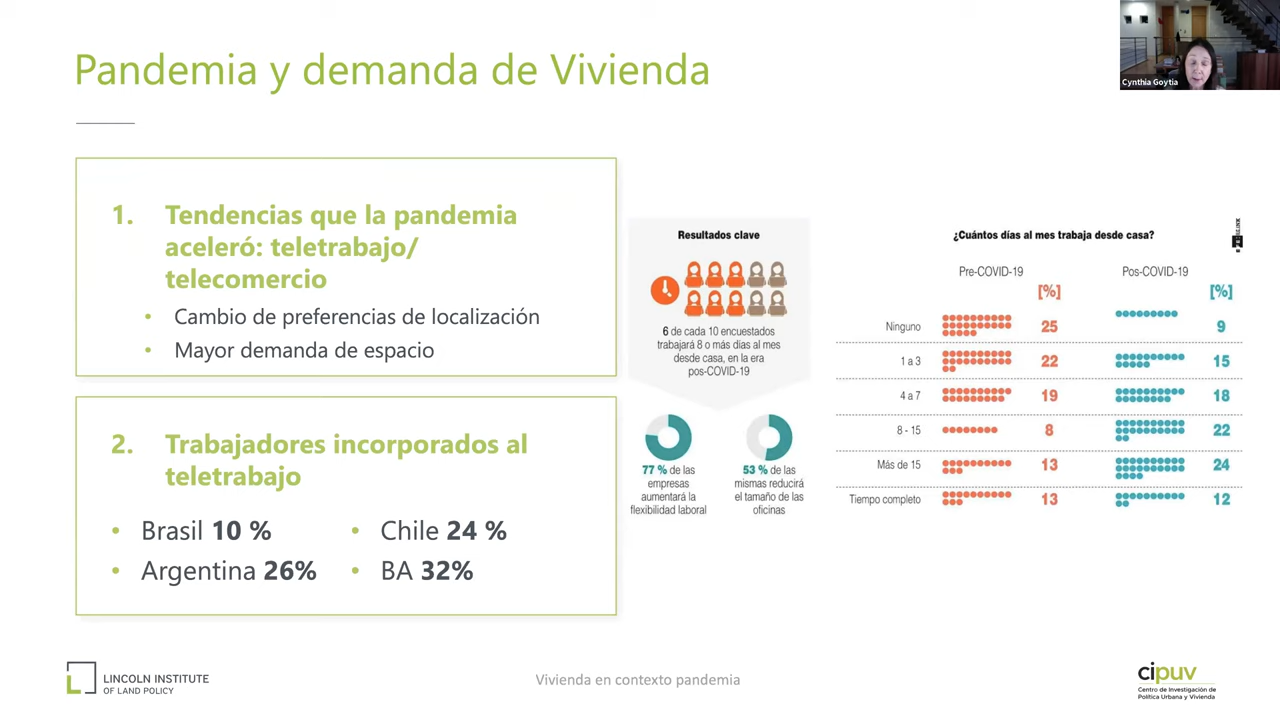 Pandemia y demanda de Vivienda
Cynthia Goytia
1. Tendencias que la pandemia
aceleró: teletrabajo/
telecomercio
• Cambio de preferencias de localización
• Mayor demanda de espacio
2. Trabajadores incorporados al
teletrabajo
• Brasil 10 %
• Chile 24 %
• Argentina 26%
• BA 32%
Resultados clave
6 de cada 10 encuestados
trabajará 8 o más días al mes
desde casa, en la era
pos-COVID-19
77 % de las
empresas
aumentará la
flexibilidad laboral
53 % de las
mismas reducirá
el tamaño de las
oficinas
¿Cuántos días al mes trabaja desde casa?
Pre-COVID-19 Pos-COVID-19
[%] [%]
Ninguno 25 9
1 a 3 22 15
4 a 7 19 18
8 - 15 8 22
Más de 15 13 24
Tiempo completo 13 12
LINCOLN INSTITUTE
OF LAND POLICY
Vivienda en contexto pandemia
cipuv
Centro de Investigación de
Política Urbana y Vivienda